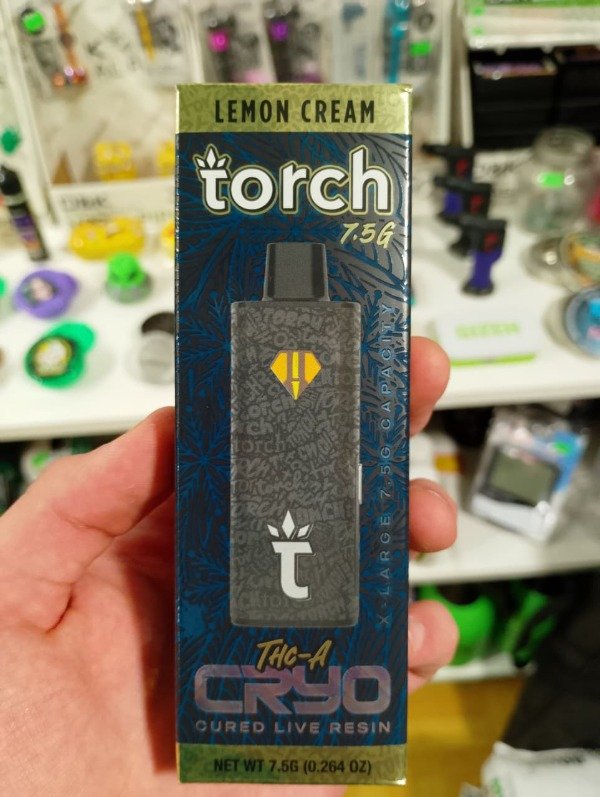 LEMON CREAM
torch
7.5G
X-LARGE 7.5G CAPACITY
t
THC-A
CRYO
CURED LIVE RESIN
NET WT 7.5G (0.264 OZ)